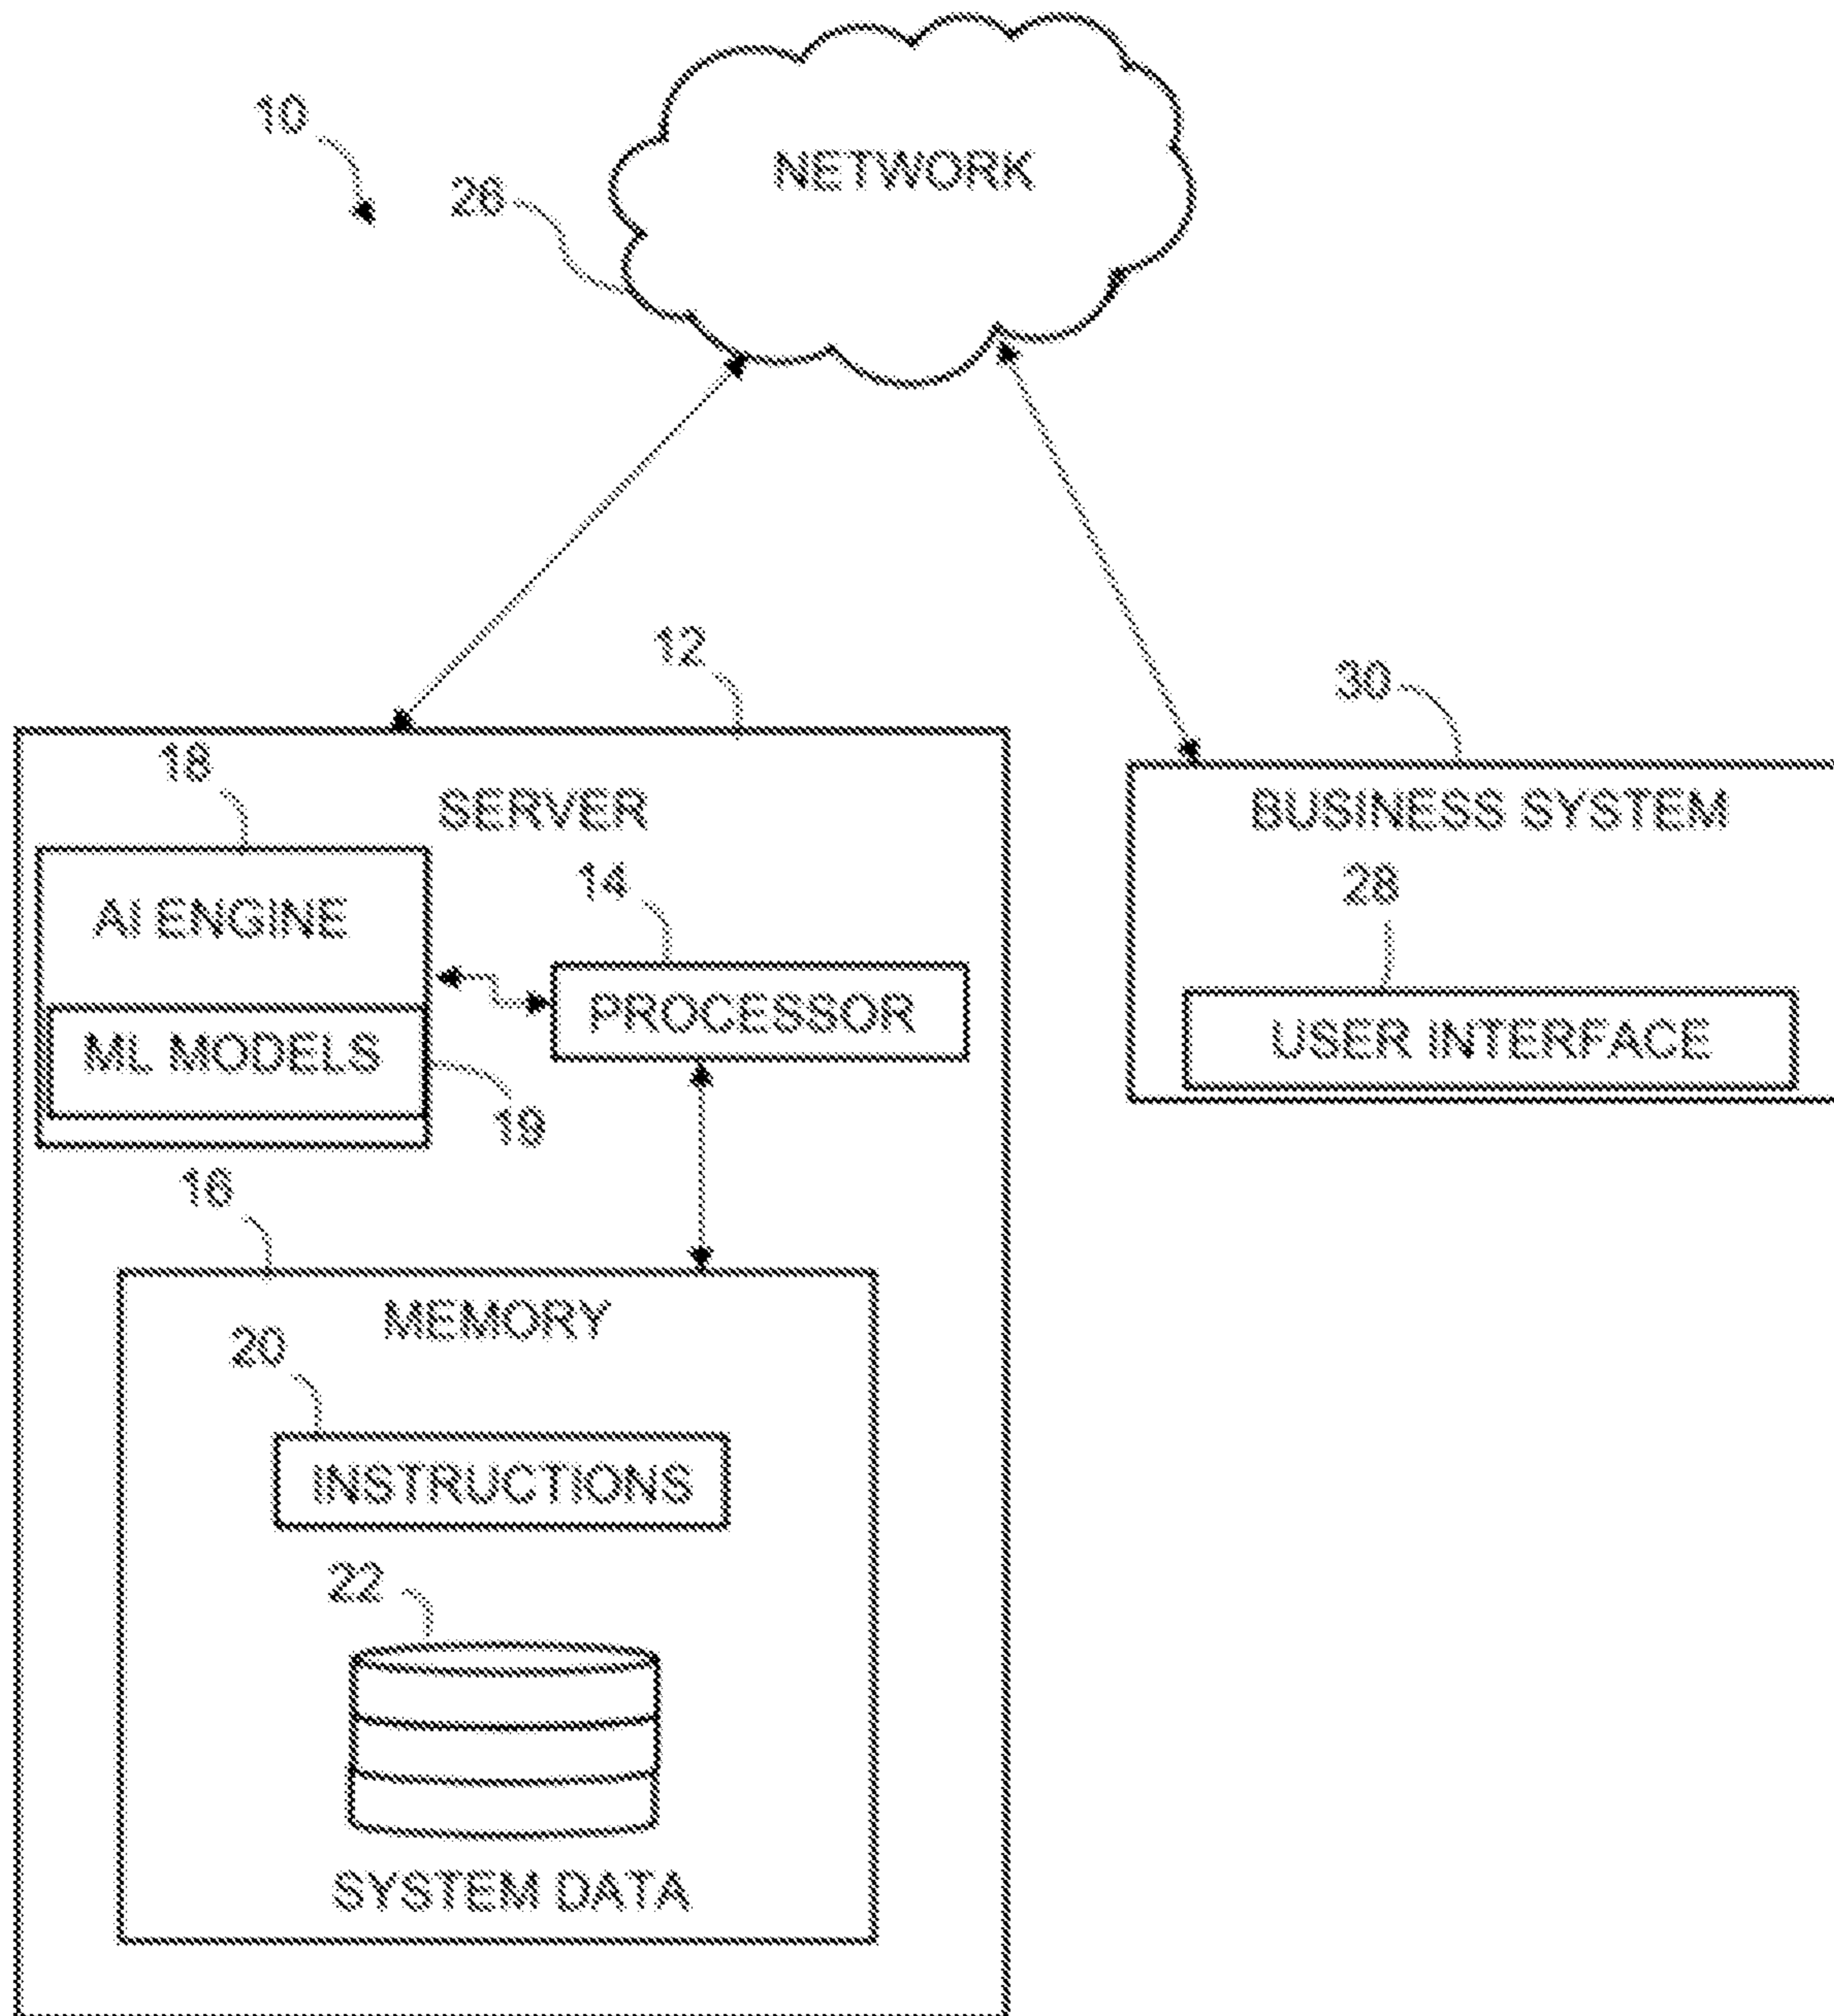 10
NETWORK
26
12
30
18
SERVER
BUSINESS SYSTEM
14
28
AI ENGINE
PROCESSOR
USER INTERFACE
ML MODELS
19
16
MEMORY
20
INSTRUCTIONS
22
SYSTEM DATA